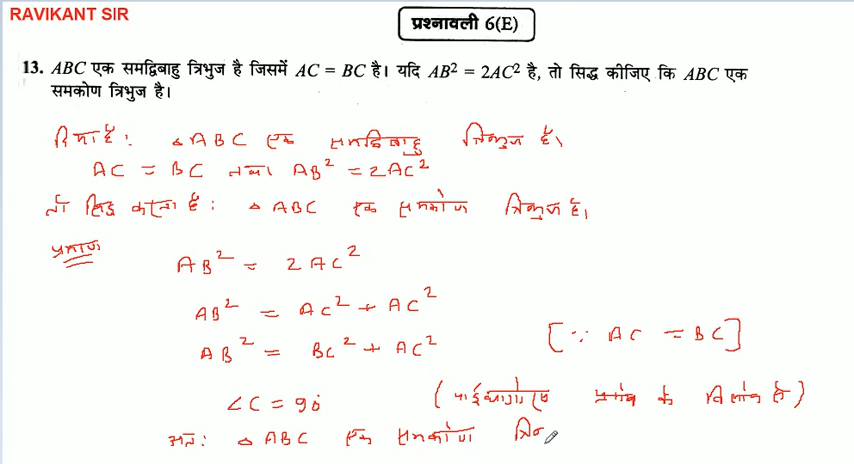 RAVIKANT SIR
प्रश्नावली 6(E)
13. ABC एक समद्विबाहु त्रिभुज है जिसमें AC = BC है। यदि AB² = 2AC² है, तो सिद्ध कीजिए कि ABC एक
समकोण त्रिभुज है।
दिया है: △ABC एक समद्विबाहु त्रिभुज है।
AC = BC तथा AB² = 2AC²
तो सिद्ध करना है: △ABC एक समकोण त्रिभुज है।
प्रमाण
AB² = 2AC²
AB² = AC² + AC²
AB² = BC² + AC² [∵ AC = BC]
∠C = 90° (पाईथागोरस प्रमेय के विलोम से)
अतः △ABC एक समकोण त्रि